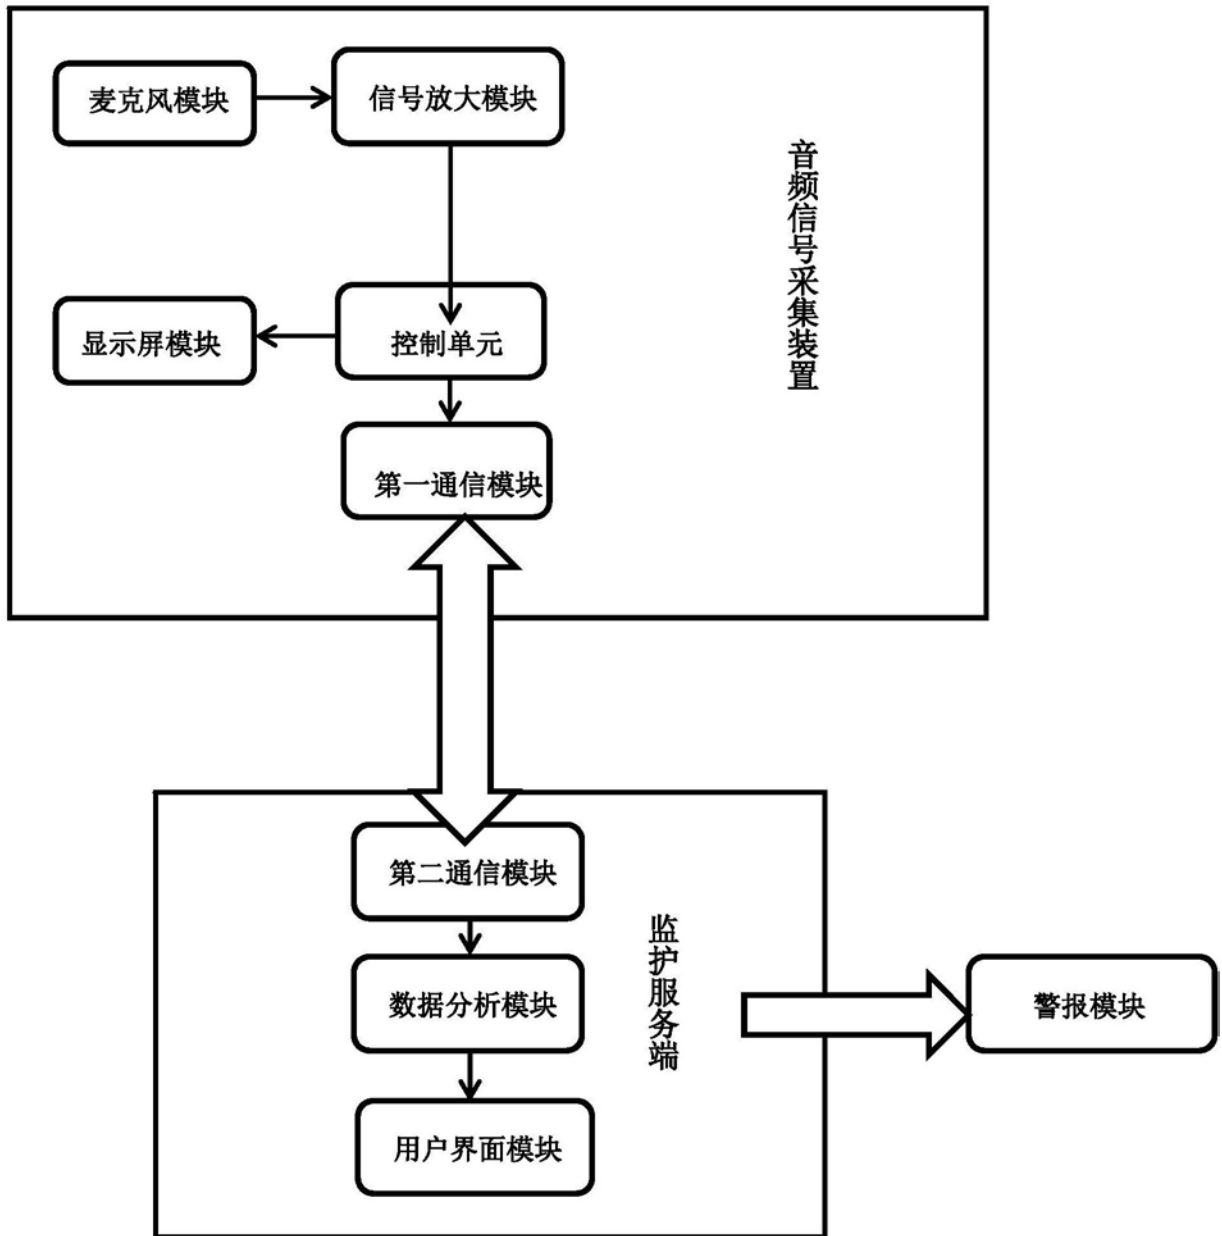 麦克风模块
信号放大模块
音频信号采集装置
显示屏模块
控制单元
第一通信模块
第二通信模块
监护服务端
数据分析模块
警报模块
用户界面模块